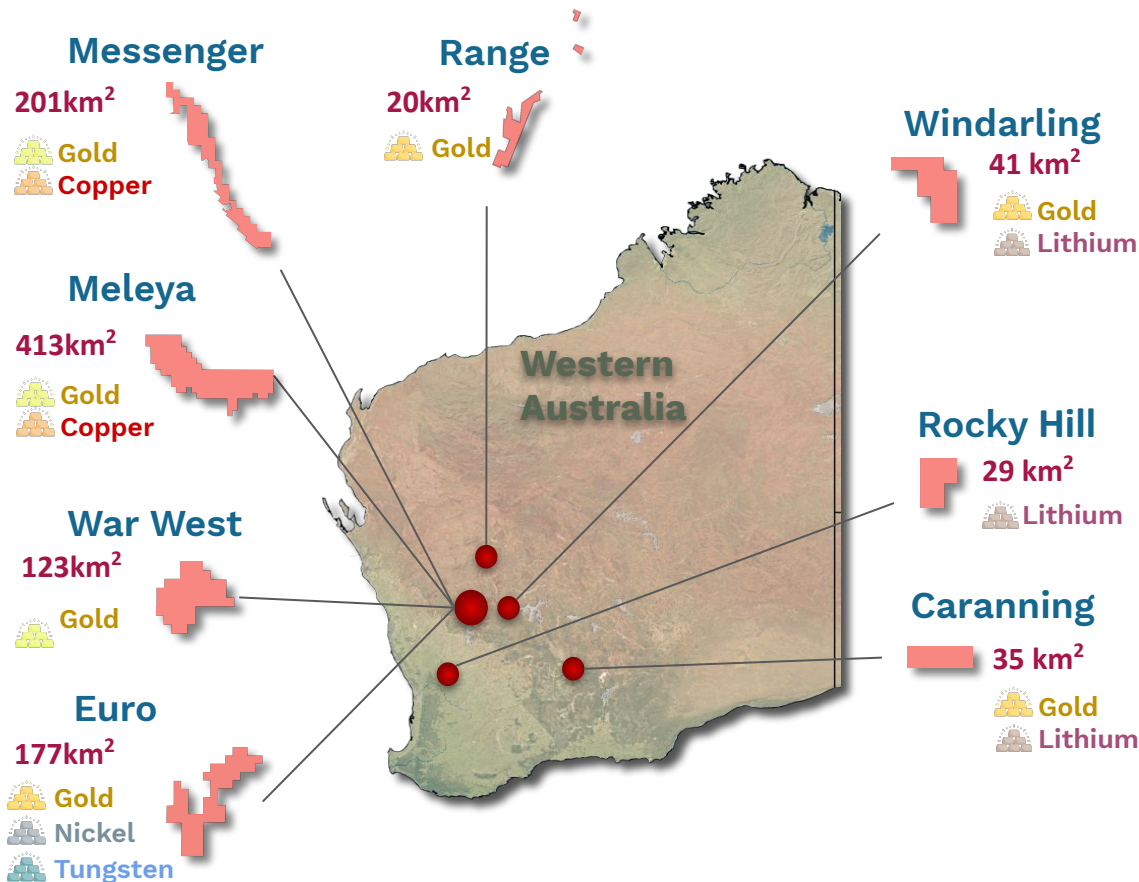 Messenger
201km²
Gold
Copper
Range
20km²
Gold
Windarling
41 km²
Gold
Lithium
Meleya
413km²
Gold
Copper
Western
Australia
Rocky Hill
29 km²
Lithium
War West
123km²
Gold
Caranning
35 km²
Gold
Lithium
Euro
177km²
Gold
Nickel
Tungsten